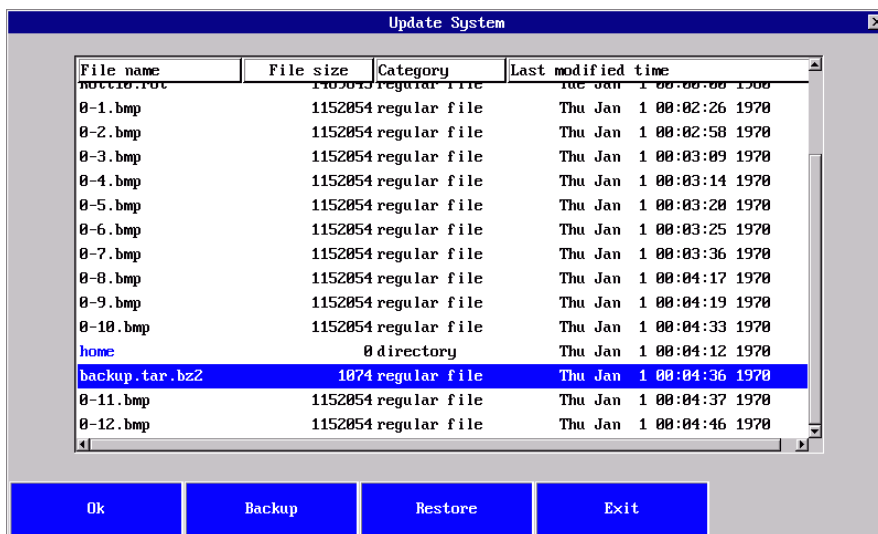 Update System
File name File size Category Last modified time
0-1.bmp 1152054 regular file Thu Jan 1 00:02:26 1970
0-2.bmp 1152054 regular file Thu Jan 1 00:02:58 1970
0-3.bmp 1152054 regular file Thu Jan 1 00:03:09 1970
0-4.bmp 1152054 regular file Thu Jan 1 00:03:14 1970
0-5.bmp 1152054 regular file Thu Jan 1 00:03:20 1970
0-6.bmp 1152054 regular file Thu Jan 1 00:03:25 1970
0-7.bmp 1152054 regular file Thu Jan 1 00:03:36 1970
0-8.bmp 1152054 regular file Thu Jan 1 00:04:17 1970
0-9.bmp 1152054 regular file Thu Jan 1 00:04:19 1970
0-10.bmp 1152054 regular file Thu Jan 1 00:04:33 1970
home 0 directory Thu Jan 1 00:04:12 1970
backup.tar.bz2 1074 regular file Thu Jan 1 00:04:36 1970
0-11.bmp 1152054 regular file Thu Jan 1 00:04:37 1970
0-12.bmp 1152054 regular file Thu Jan 1 00:04:46 1970
Ok Backup Restore Exit